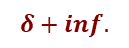 δ + inf.